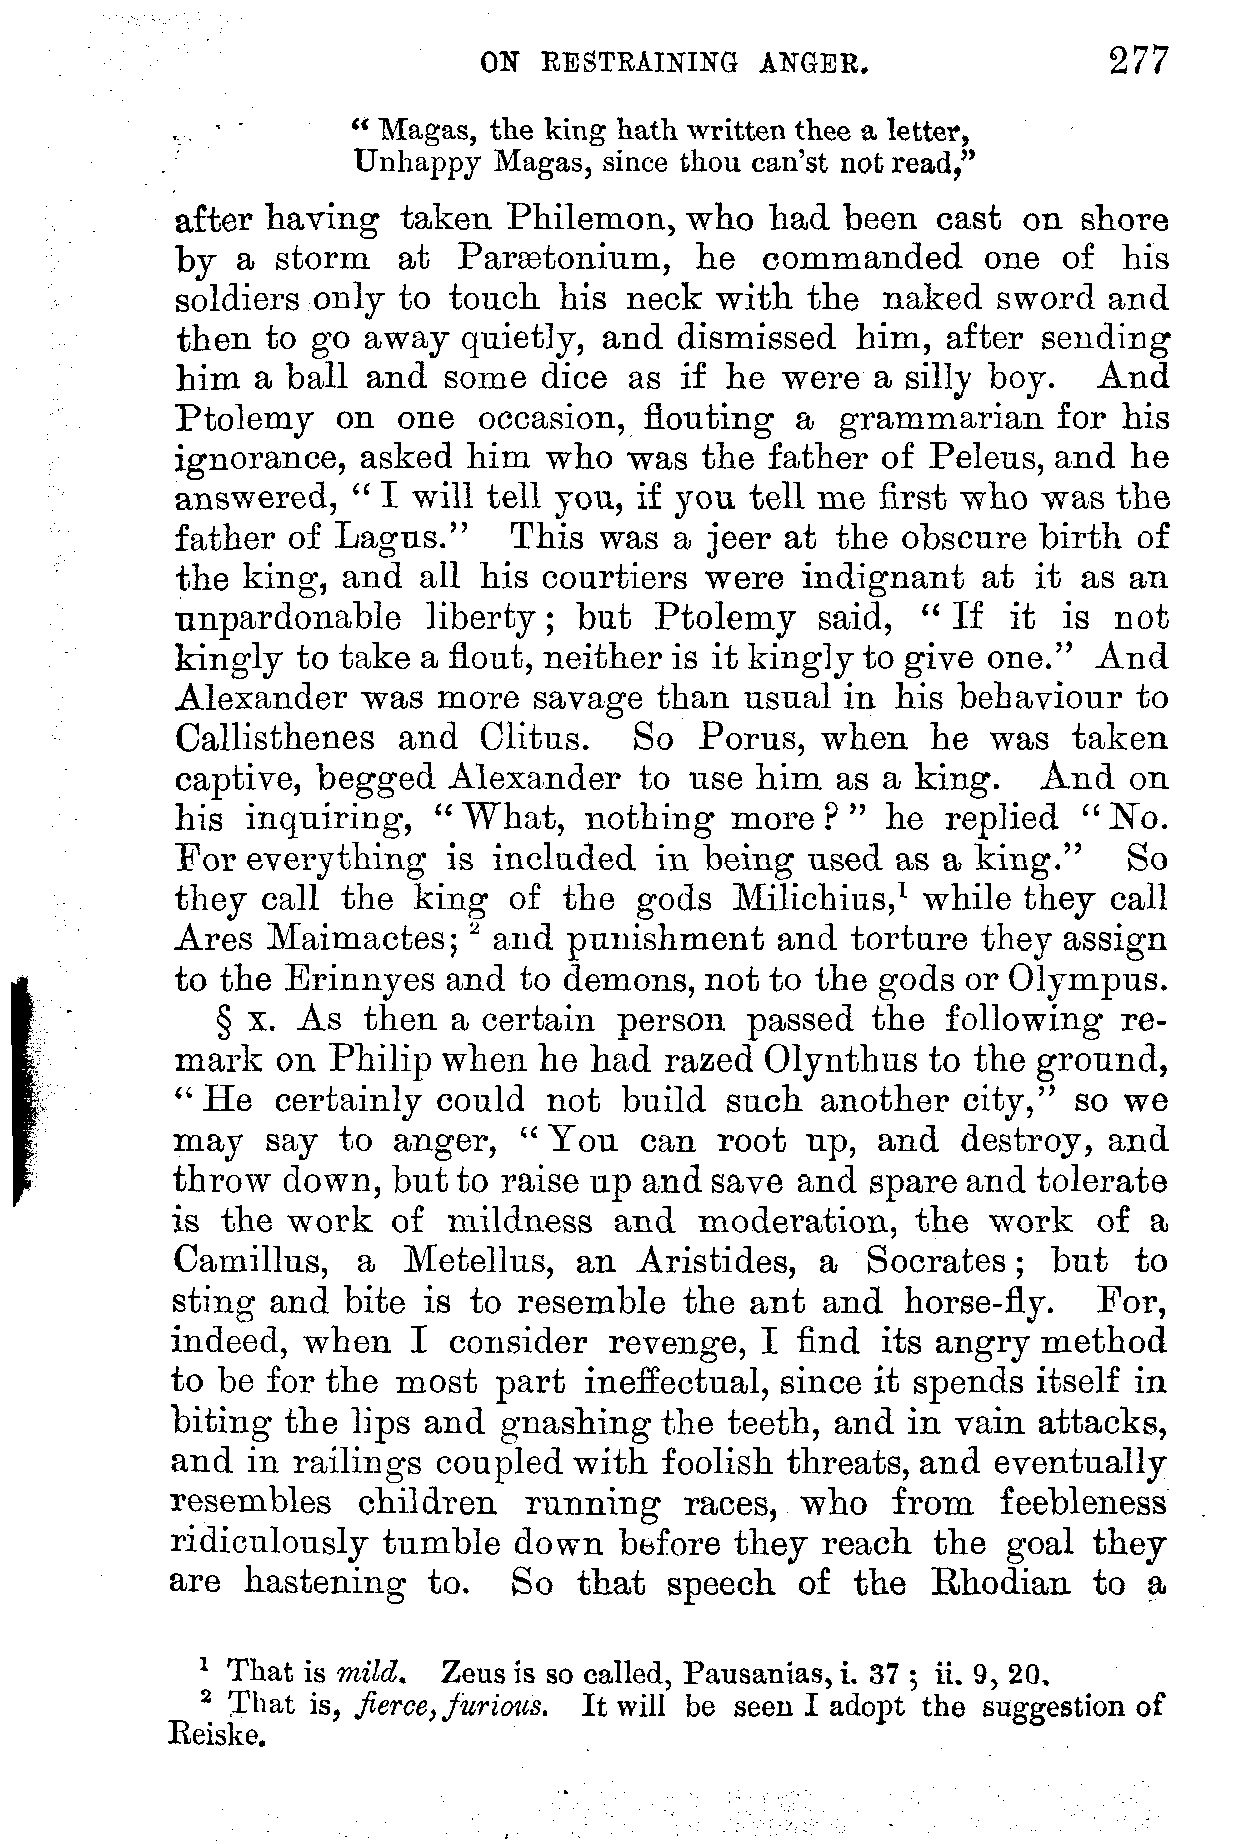 ON RESTRAINING ANGER. 277
“ Magas, the king hath written thee a letter,
Unhappy Magas, since thou can’st not read,”
after having taken Philemon, who had been cast on shore
by a storm at Parætonium, he commanded one of his
soldiers only to touch his neck with the naked sword and
then to go away quietly, and dismissed him, after sending
him a ball and some dice as if he were a silly boy. And
Ptolemy on one occasion, flouting a grammarian for his
ignorance, asked him who was the father of Peleus, and he
answered, “ I will tell you, if you tell me first who was the
father of Lagus.” This was a jeer at the obscure birth of
the king, and all his courtiers were indignant at it as an
unpardonable liberty ; but Ptolemy said, “ If it is not
kingly to take a flout, neither is it kingly to give one.” And
Alexander was more savage than usual in his behaviour to
Callisthenes and Clitus. So Porus, when he was taken
captive, begged Alexander to use him as a king. And on
his inquiring, “ What, nothing more ? ” he replied “ No.
For everything is included in being used as a king.” So
they call the king of the gods Milichius,¹ while they call
Ares Maimactes; ² and punishment and torture they assign
to the Erinnyes and to demons, not to the gods or Olympus.
§ x. As then a certain person passed the following re-
mark on Philip when he had razed Olynthus to the ground,
“ He certainly could not build such another city,” so we
may say to anger, “ You can root up, and destroy, and
throw down, but to raise up and save and spare and tolerate
is the work of mildness and moderation, the work of a
Camillus, a Metellus, an Aristides, a Socrates ; but to
sting and bite is to resemble the ant and horse-fly. For,
indeed, when I consider revenge, I find its angry method
to be for the most part ineffectual, since it spends itself in
biting the lips and gnashing the teeth, and in vain attacks,
and in railings coupled with foolish threats, and eventually
resembles children running races, who from feebleness
ridiculously tumble down before they reach the goal they
are hastening to. So that speech of the Rhodian to a
¹ That is mild. Zeus is so called, Pausanias, i. 37 ; ii. 9, 20.
² That is, fierce, furious. It will be seen I adopt the suggestion of
Reiske.